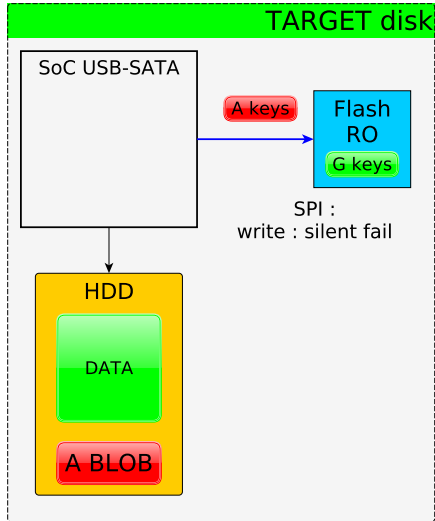 TARGET disk
SoC USB-SATA
A keys
Flash
RO
G keys
SPI :
write : silent fail
HDD
DATA
A BLOB